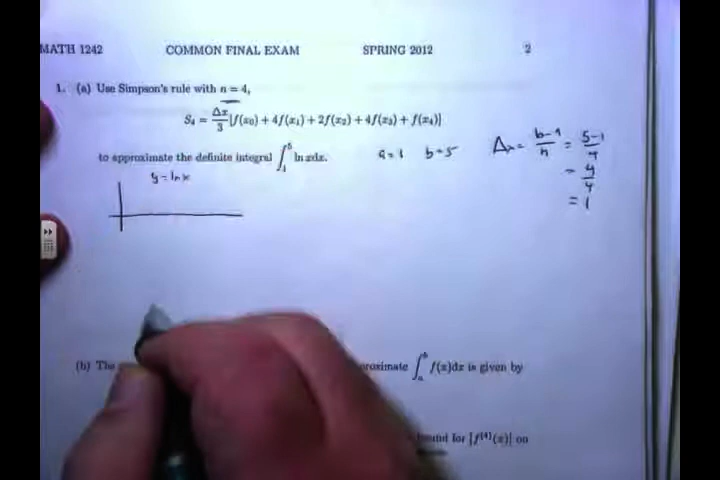 MATH 1242 COMMON FINAL EXAM SPRING 2012 2
1. (a) Use Simpson's rule with n = 4,
S₄ = Δx/3 [f(x₀) + 4f(x₁) + 2f(x₂) + 4f(x₃) + f(x₄)]
to approximate the definite integral ∫₁⁵ ln xdx. a=1 b=5
Δx = b-a/n = 5-1/4
= 4/4
= 1
y = ln x
(b) The
∫ₐᵇ f(x)dx is given by
bound for |f⁽⁴⁾(x)| on